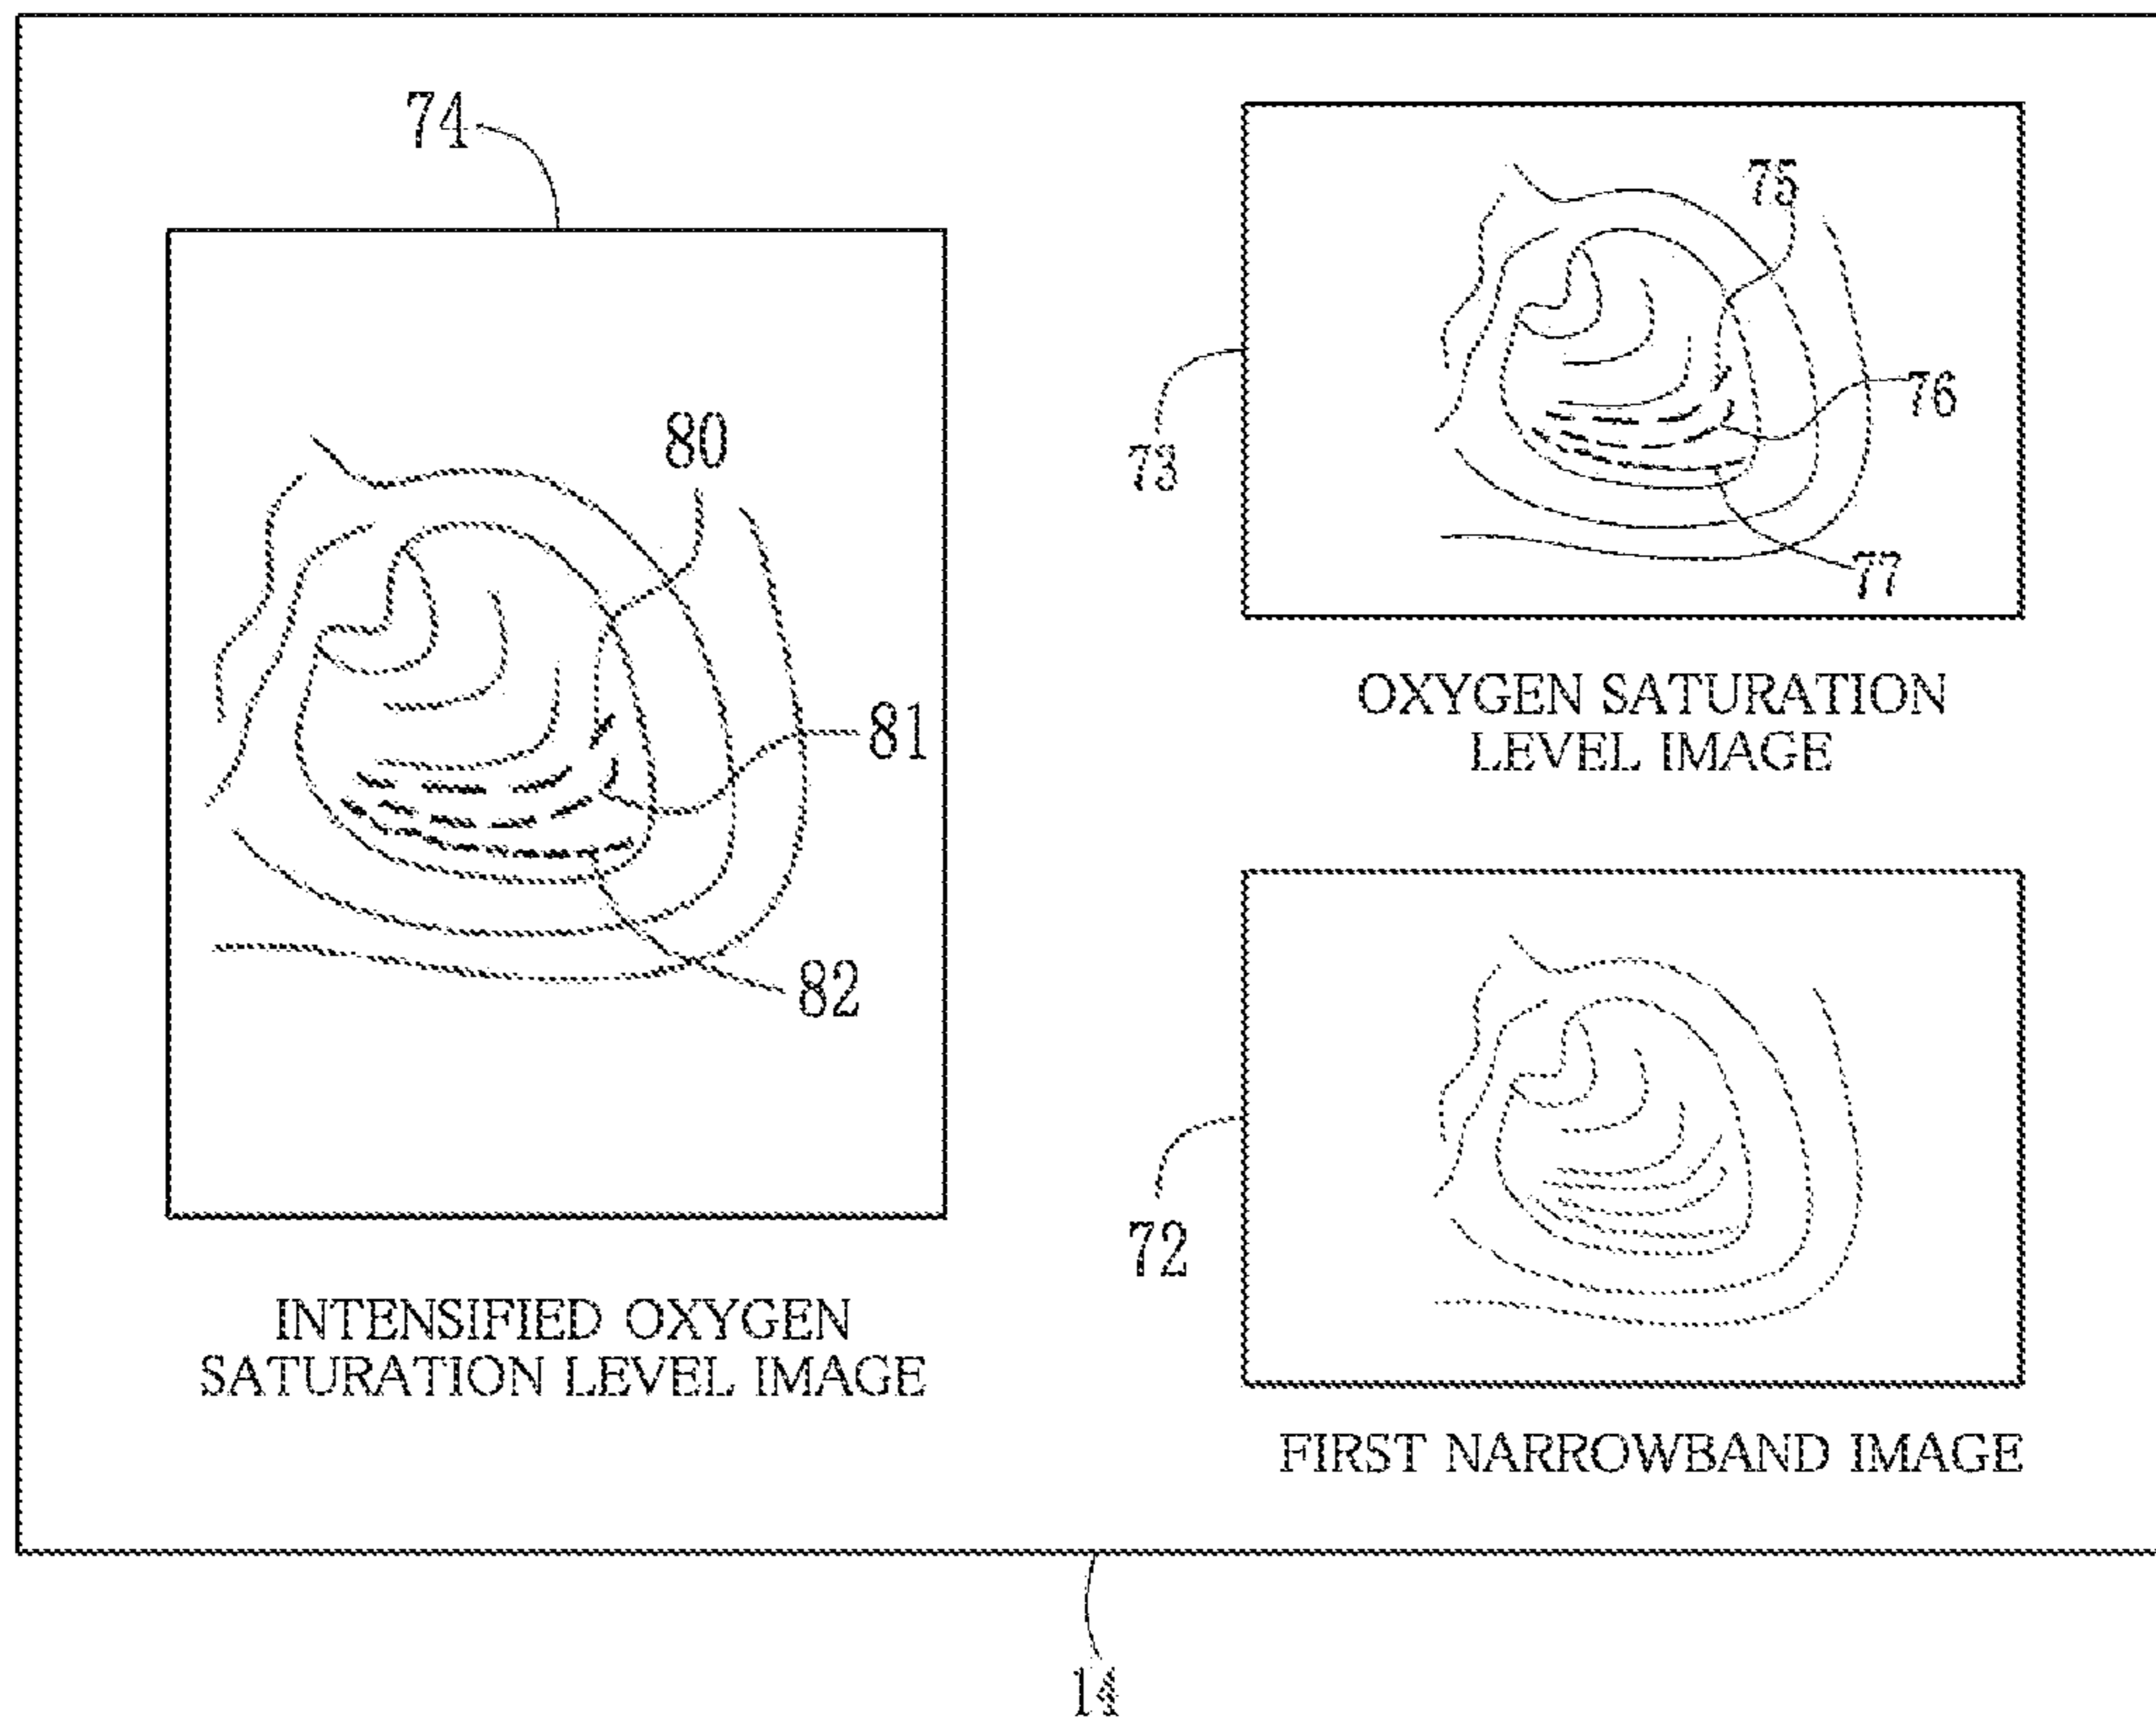 74
80
81
82
INTENSIFIED OXYGEN
SATURATION LEVEL IMAGE
75
76
77
73
OXYGEN SATURATION
LEVEL IMAGE
72
FIRST NARROWBAND IMAGE
14